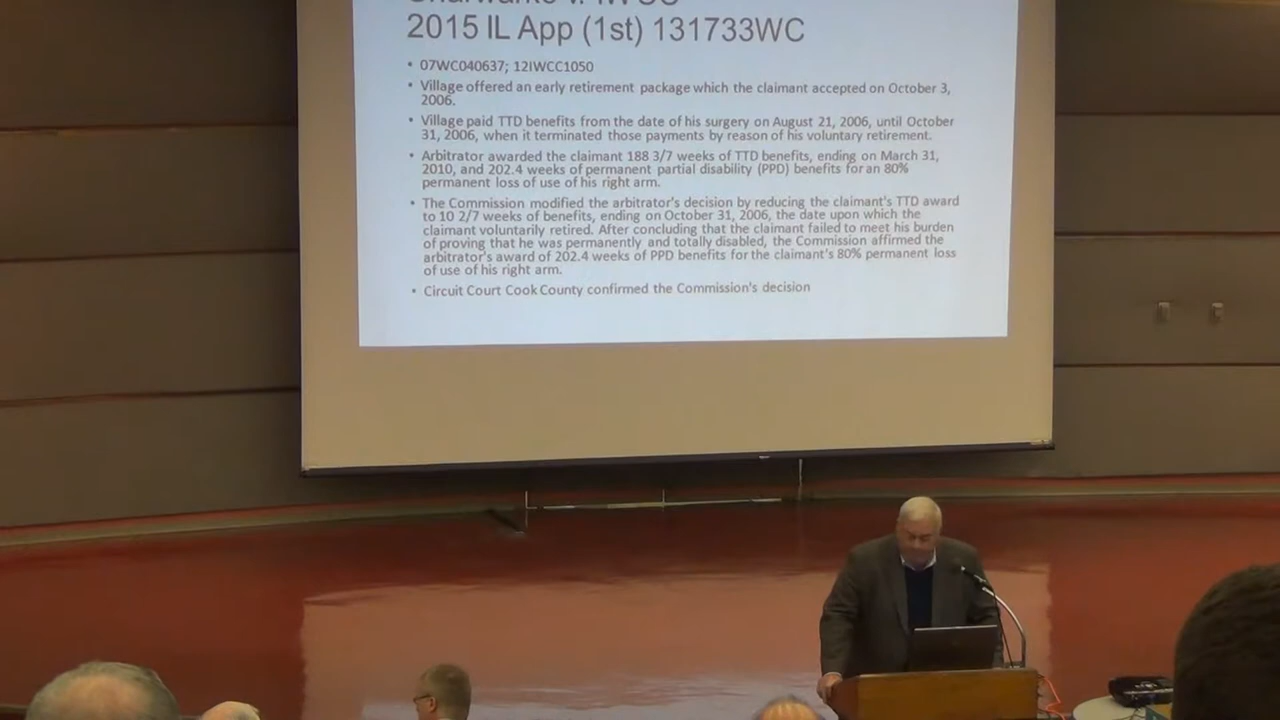 2015 IL App (1st) 131733WC
• 07WC040637; 12IWCC1050
• Village offered an early retirement package which the claimant accepted on October 3,
2006.
• Village paid TTD benefits from the date of his surgery on August 21, 2006, until October
31, 2006, when it terminated those payments by reason of his voluntary retirement.
• Arbitrator awarded the claimant 188 3/7 weeks of TTD benefits, ending on March 31,
2010, and 202.4 weeks of permanent partial disability (PPD) benefits for an 80%
permanent loss of use of his right arm.
• The Commission modified the arbitrator's decision by reducing the claimant's TTD award
to 10 2/7 weeks of benefits, ending on October 31, 2006, the date upon which the
claimant voluntarily retired. After concluding that the claimant failed to meet his burden
of proving that he was permanently and totally disabled, the Commission affirmed the
arbitrator's award of 202.4 weeks of PPD benefits for the claimant's 80% permanent loss
of use of his right arm.
• Circuit Court Cook County confirmed the Commission's decision